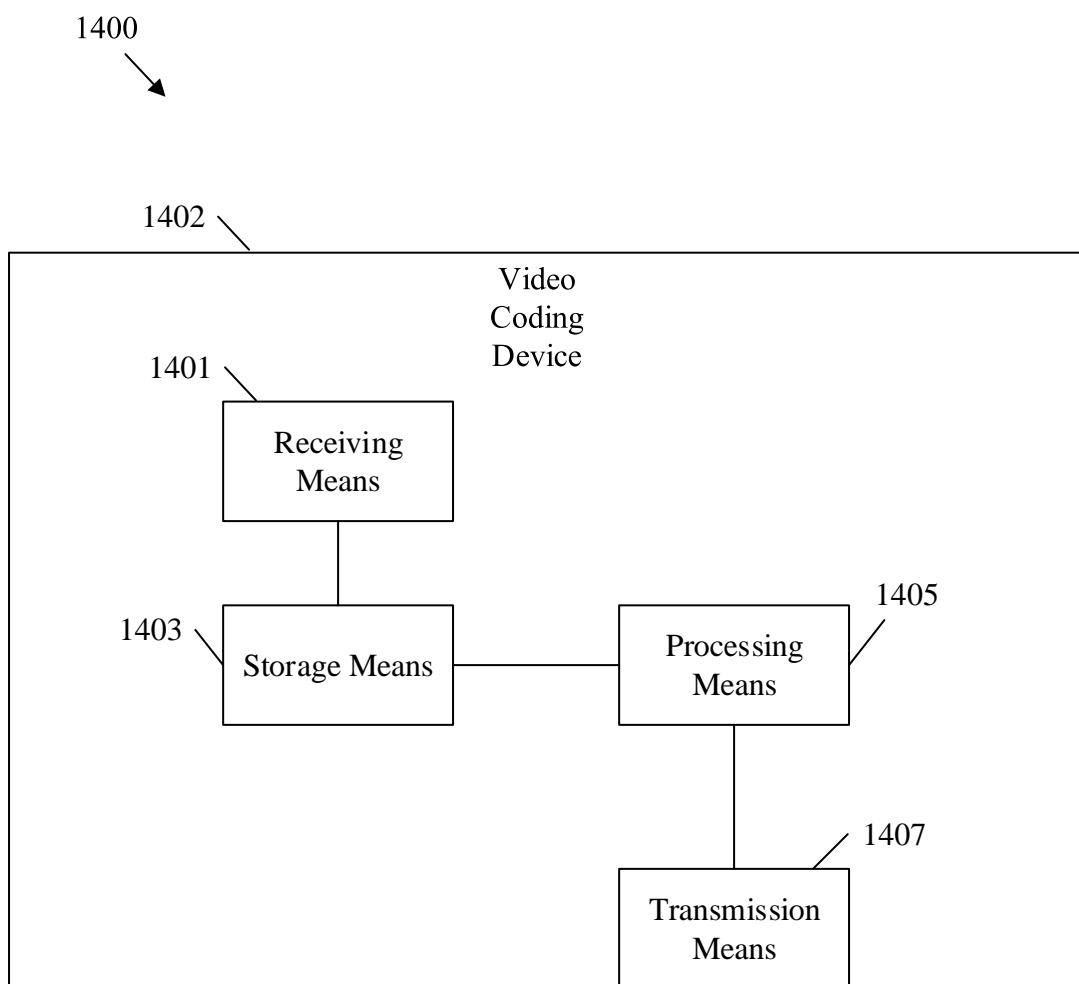 1400
1402
Video
Coding
Device
1401
Receiving
Means
1403
Storage Means
1405
Processing
Means
1407
Transmission
Means